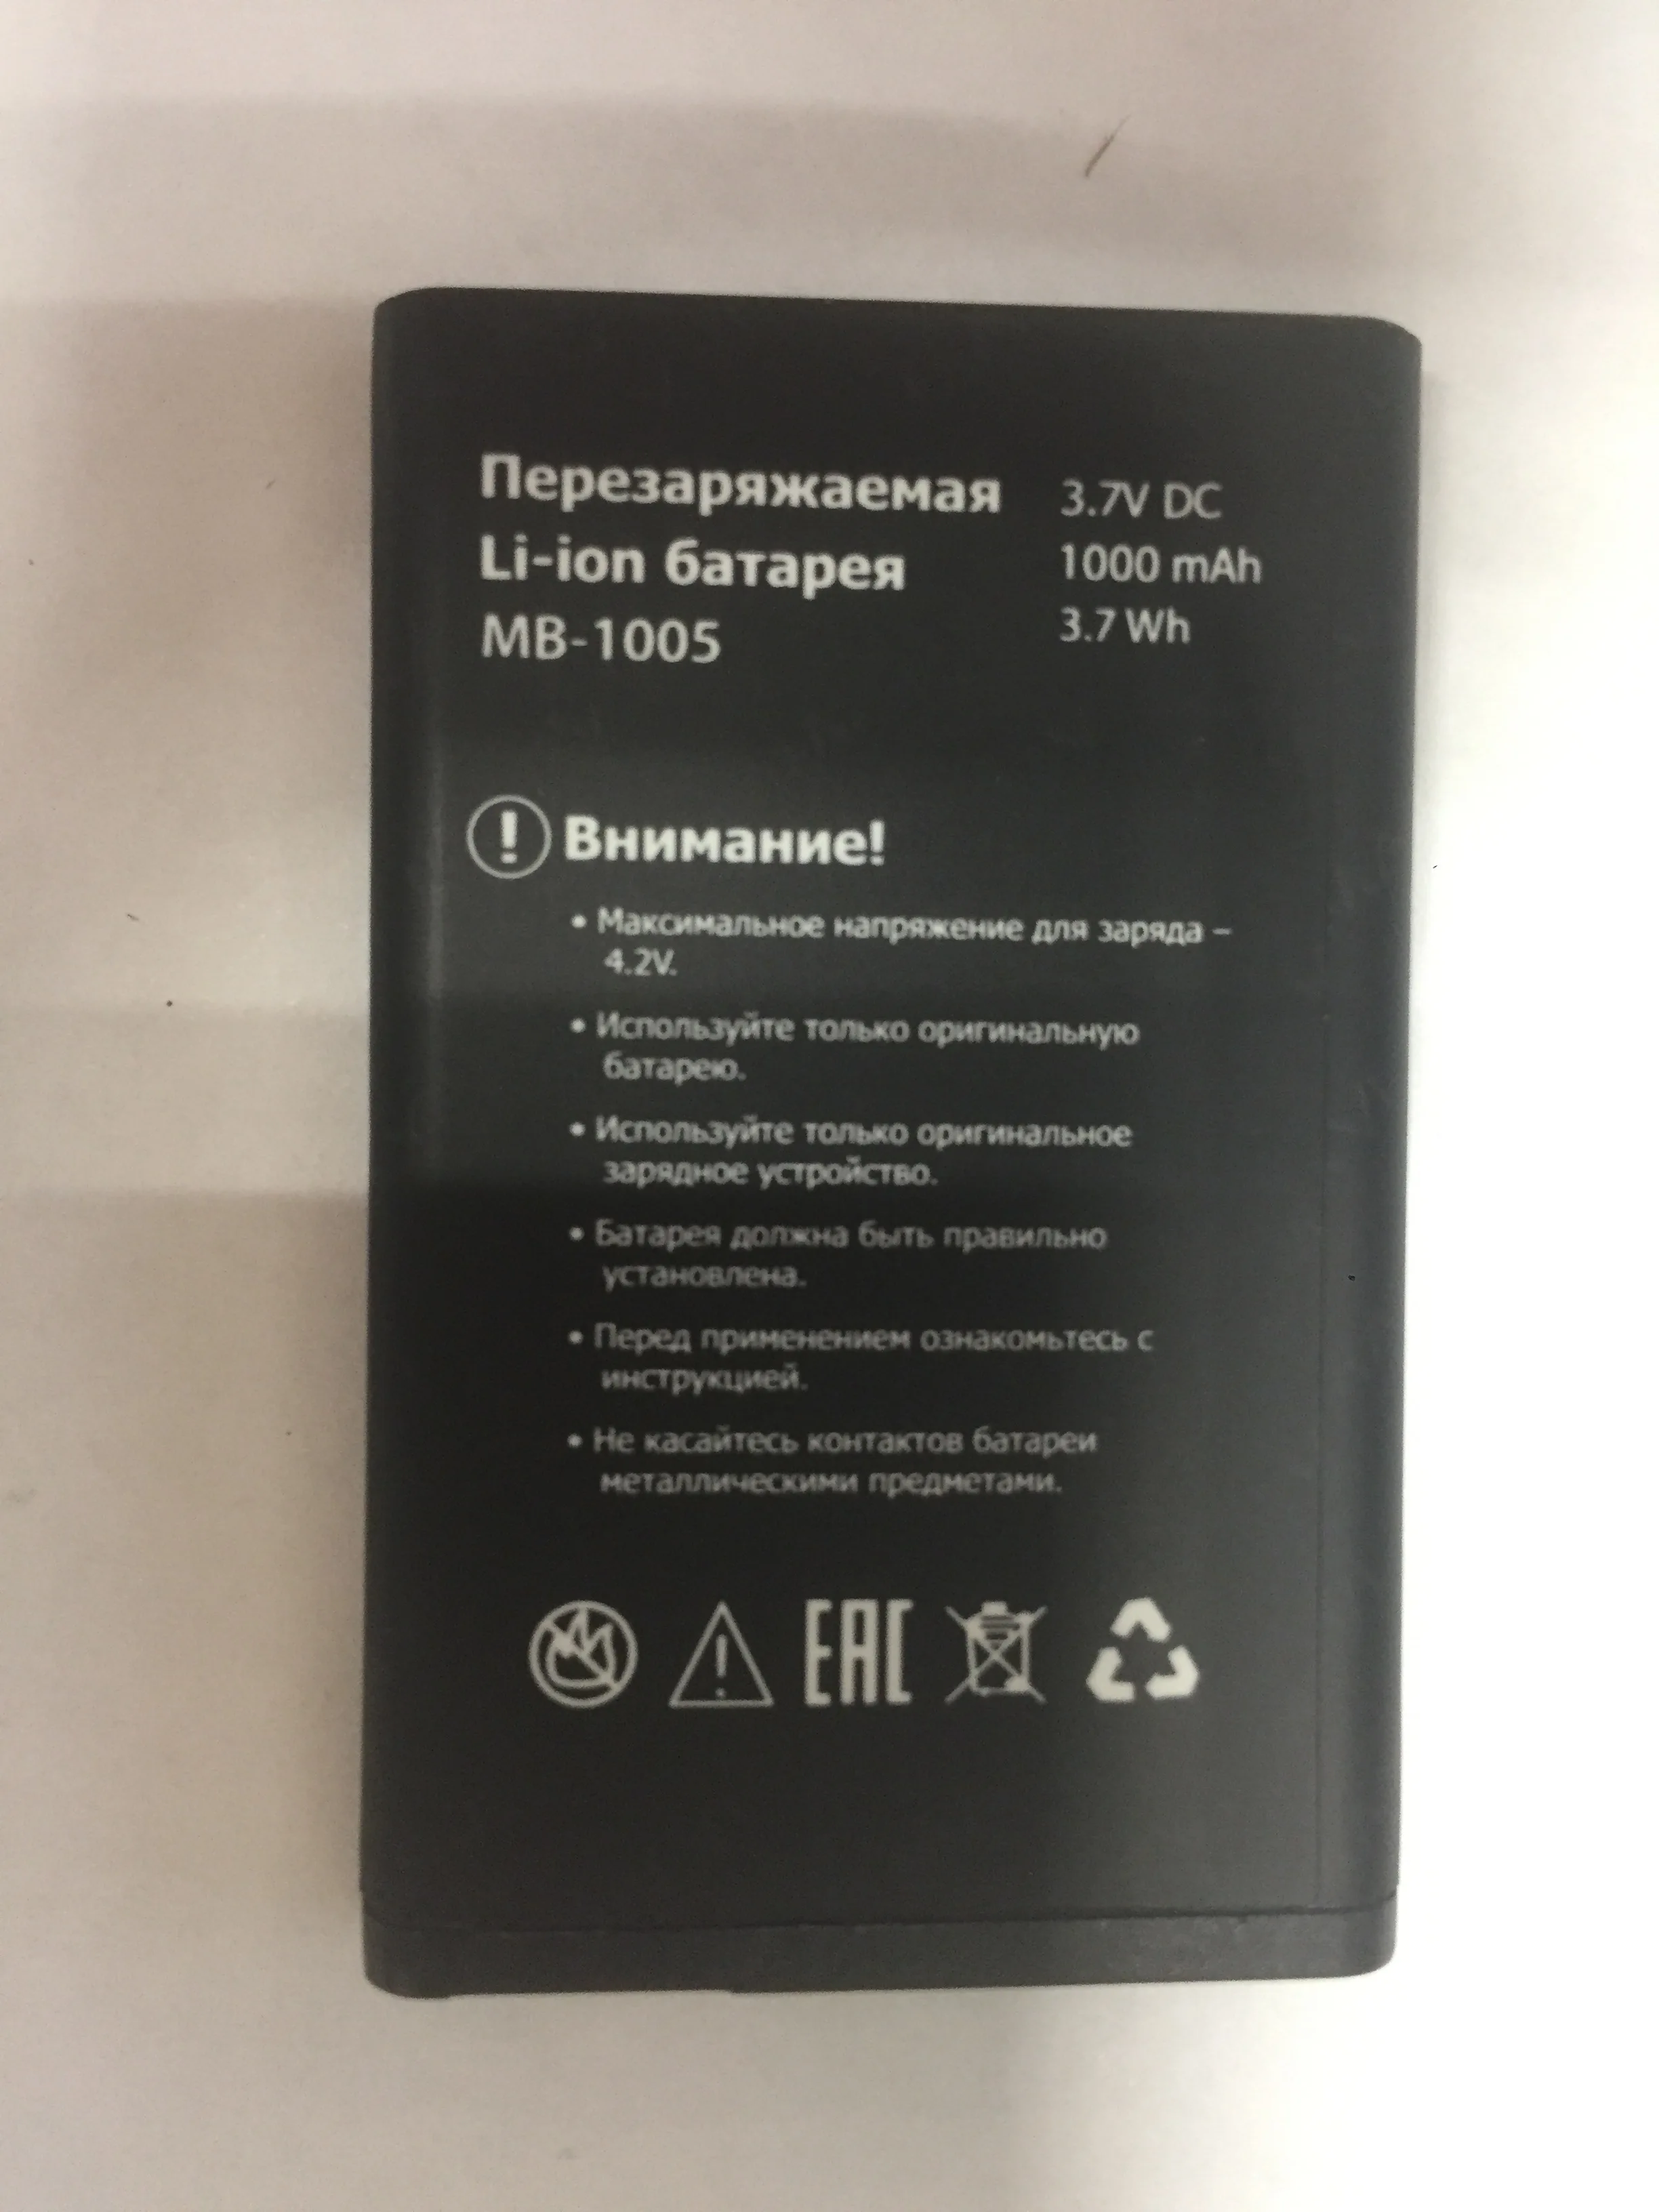 Перезаряжаемая
Li-ion батарея
MB-1005
3.7V DC
1000 mAh
3.7 Wh
! Внимание!
• Максимальное напряжение для заряда –
4.2V.
• Используйте только оригинальную
батарею.
• Используйте только оригинальное
зарядное устройство.
• Батарея должна быть правильно
установлена.
• Перед применением ознакомьтесь с
инструкцией.
• Не касайтесь контактов батареи
металлическими предметами.
! EAC